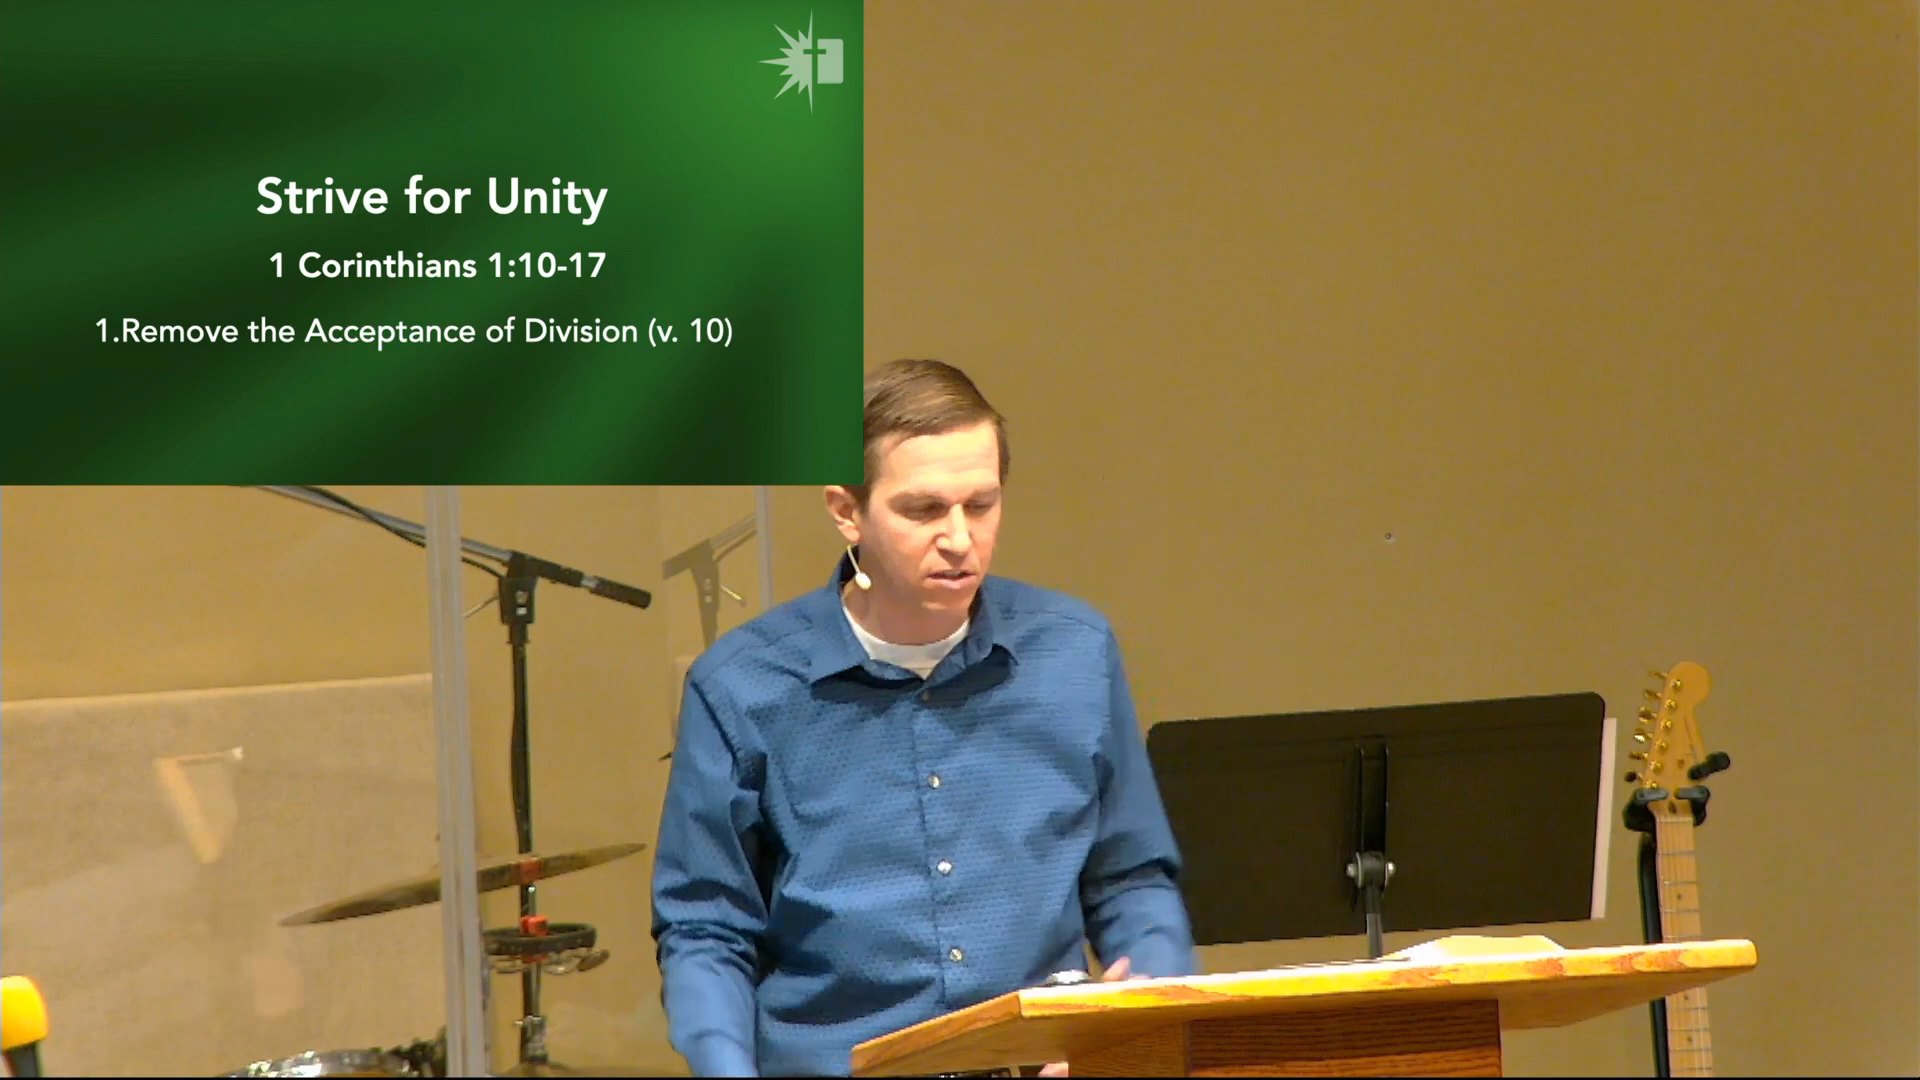 Strive for Unity
1 Corinthians 1:10-17
1.Remove the Acceptance of Division (v. 10)